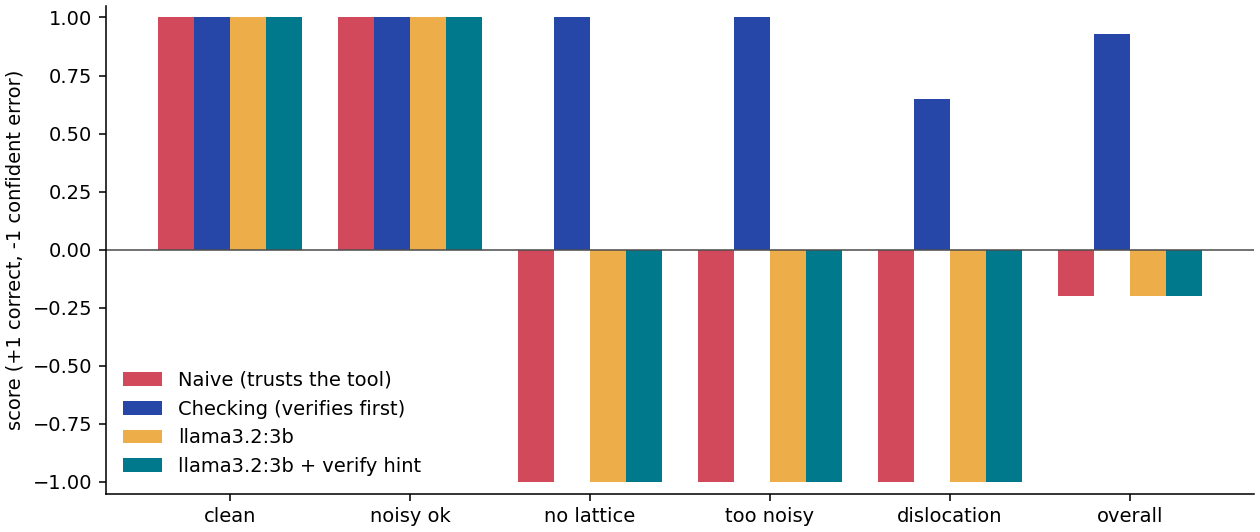 score (+1 correct, -1 confident error)
1.00
0.75
0.50
0.25
0.00
−0.25
−0.50
−0.75
−1.00
Naive (trusts the tool)
Checking (verifies first)
llama3.2:3b
llama3.2:3b + verify hint
clean
noisy ok
no lattice
too noisy
dislocation
overall